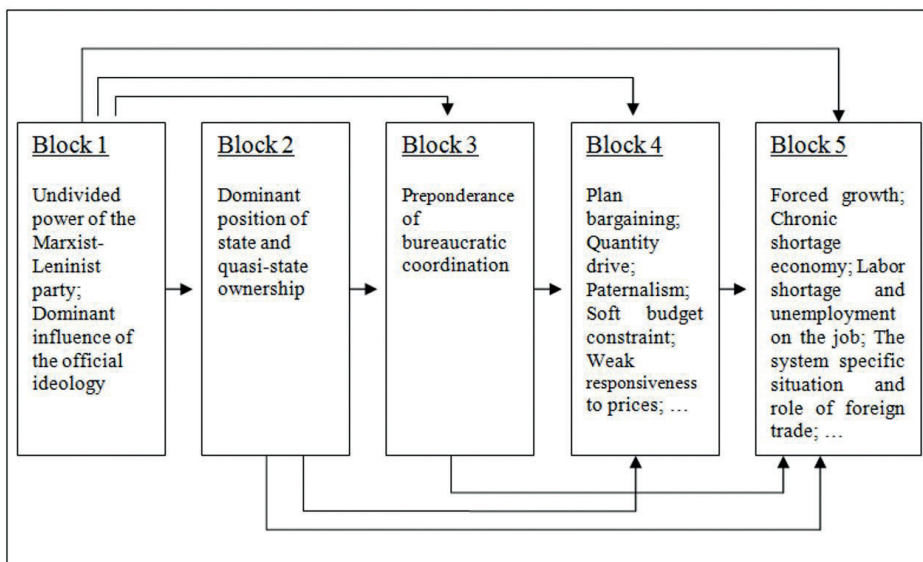 Block 1
Undivided
power of the
Marxist-
Leninist
party;
Dominant
influence of
the official
ideology
Block 2
Dominant
position of
state and
quasi-state
ownership
Block 3
Preponderance
of
bureaucratic
coordination
Block 4
Plan
bargaining;
Quantity
drive;
Paternalism;
Soft budget
constraint;
Weak
responsiveness
to prices; …
Block 5
Forced growth;
Chronic
shortage
economy; Labor
shortage and
unemployment
on the job; The
system specific
situation and
role of foreign
trade; …